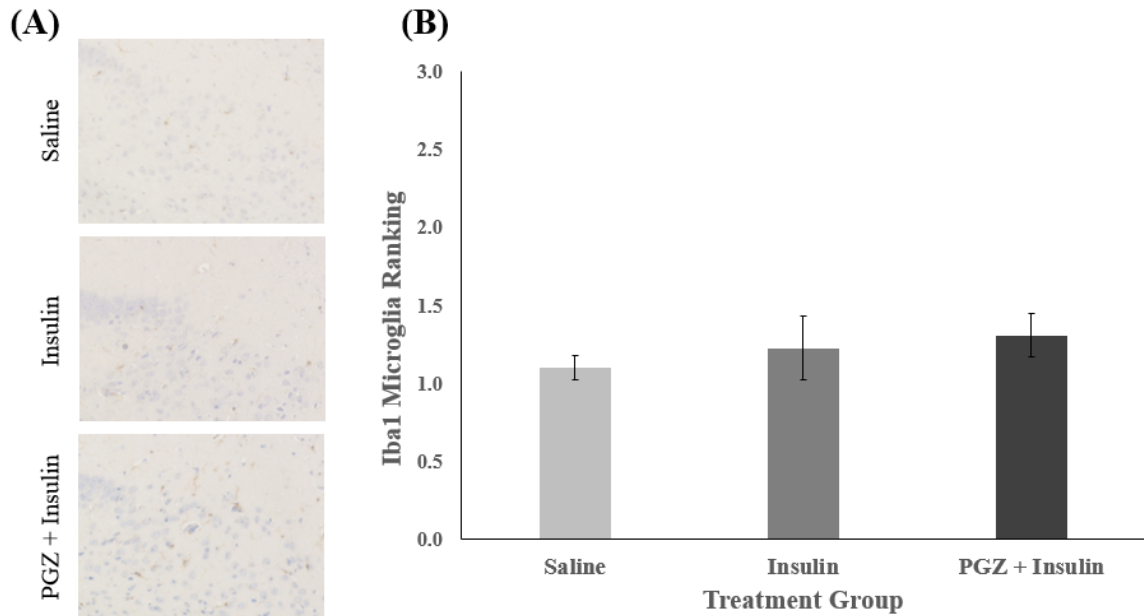 (A)
Saline
Insulin
PGZ + Insulin
(B)
Iba1 Microglia Ranking
3.0
2.5
2.0
1.5
1.0
0.5
0.0
Saline
Insulin
PGZ + Insulin
Treatment Group